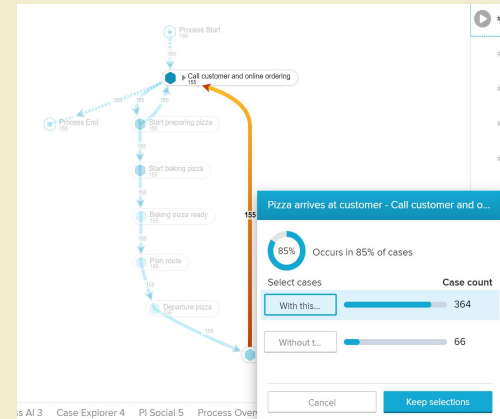 Process Start
155
155
Call customer and online ordering
155
155
155
155
Process End
155
Start preparing pizza
155
155
Start baking pizza
155
155
Baking pizza ready
155
155
155
Plan route
155
155
Departure pizza
155
155
Pizza arrives at customer - Call customer and o...
85%
Occurs in 85% of cases
Select cases
Case count
With this...
364
Without t...
66
Cancel
Keep selections
ss AI 3
Case Explorer 4
PI Social 5
Process Over